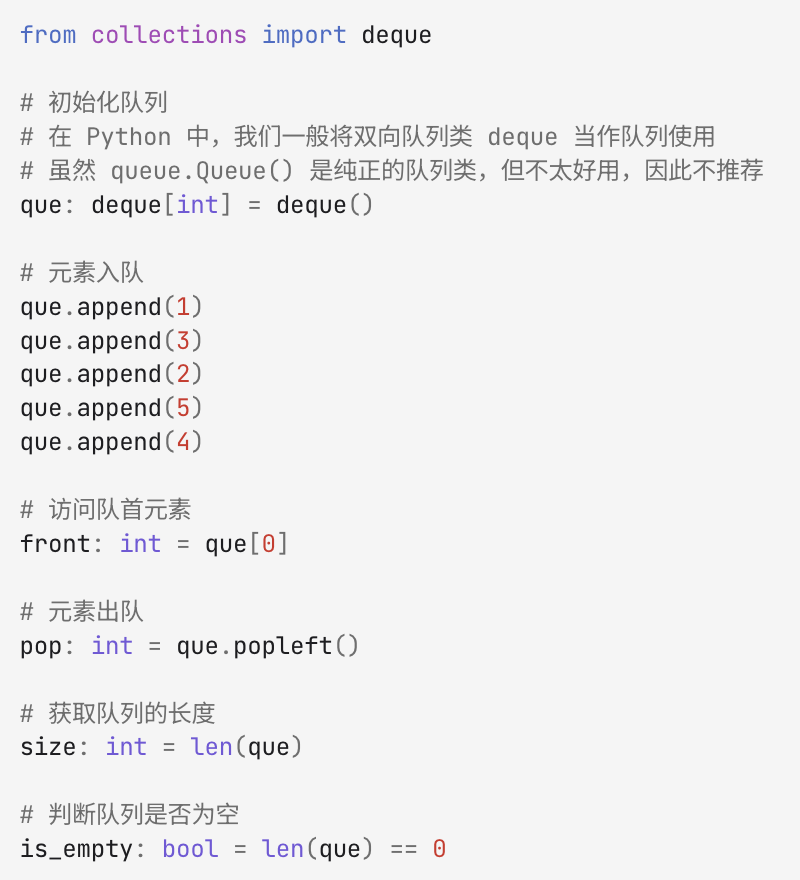 from collections import deque
# 初始化队列
# 在 Python 中，我们一般将双向队列类 deque 当作队列使用
# 虽然 queue.Queue() 是纯正的队列类，但不太好用，因此不推荐
que: deque[int] = deque()
# 元素入队
que.append(1)
que.append(3)
que.append(2)
que.append(5)
que.append(4)
# 访问队首元素
front: int = que[0]
# 元素出队
pop: int = que.popleft()
# 获取队列的长度
size: int = len(que)
# 判断队列是否为空
is_empty: bool = len(que) == 0